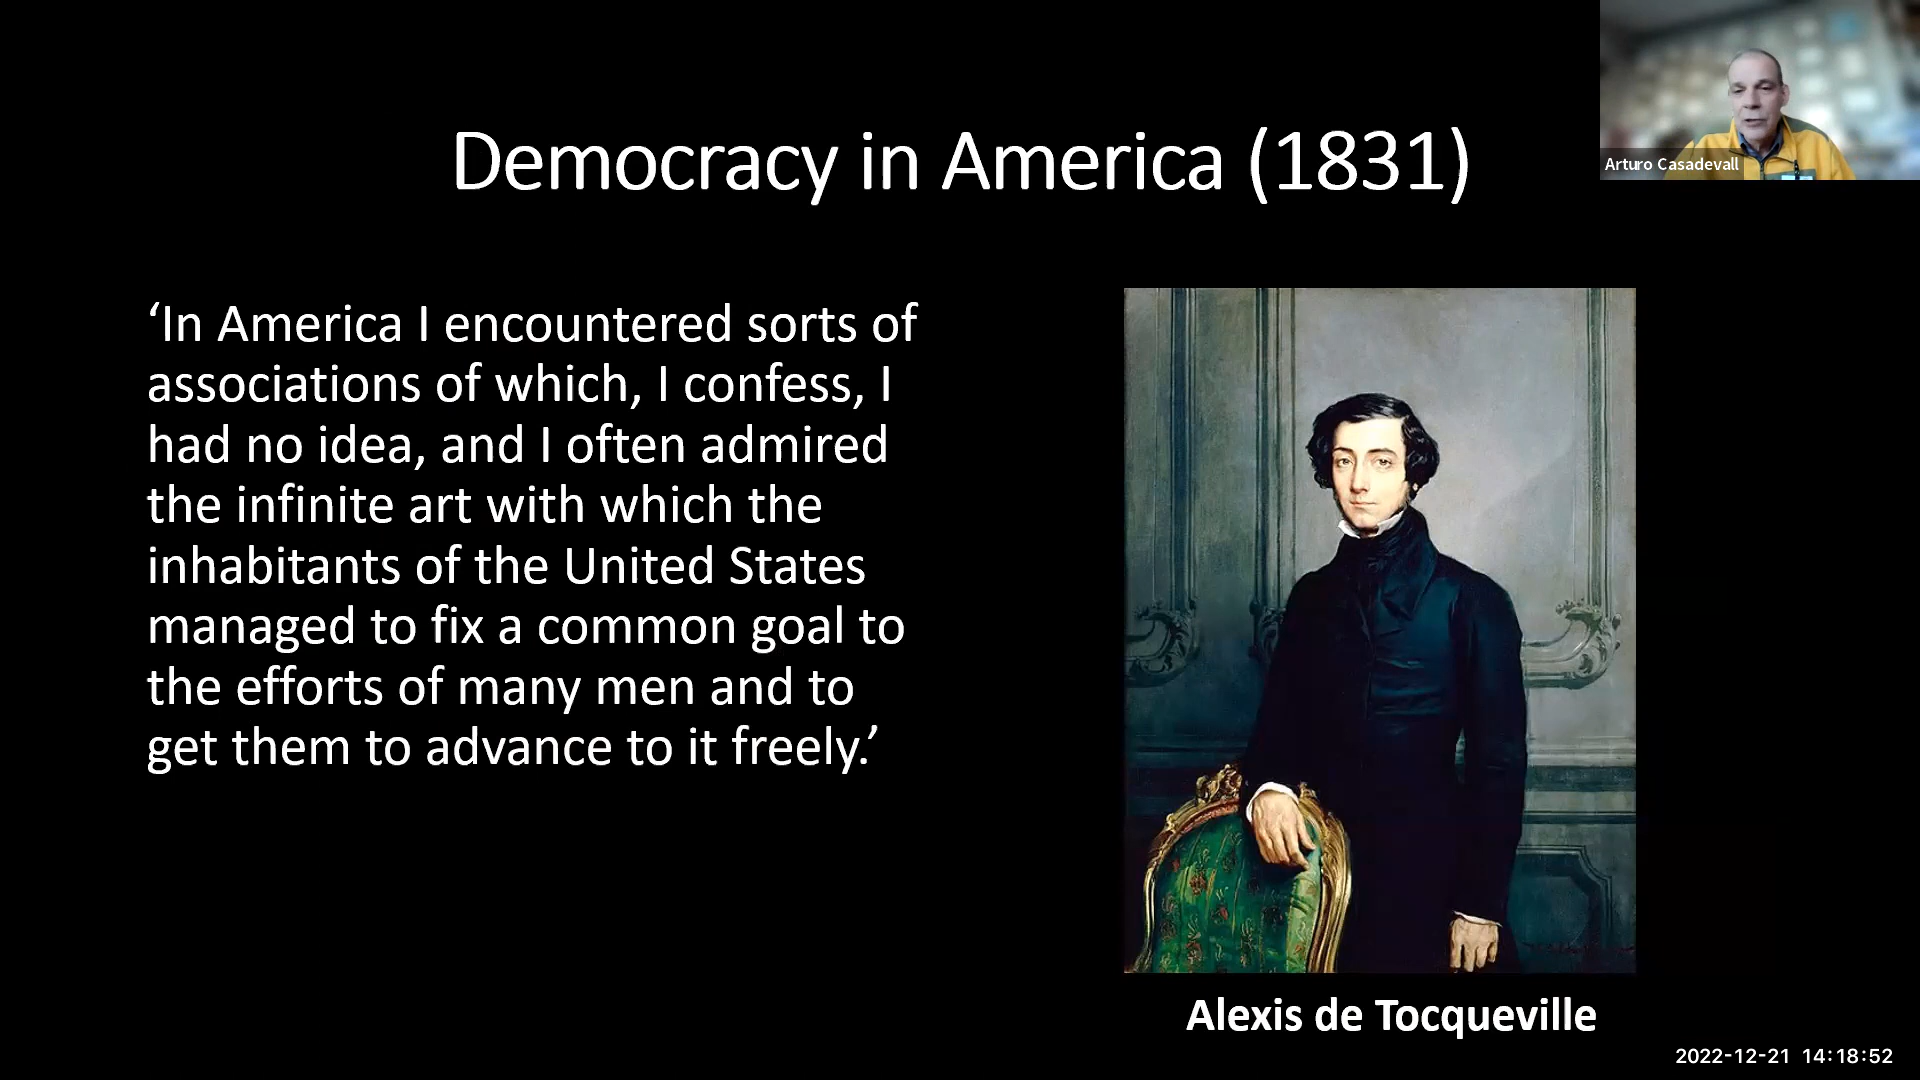 Democracy in America (1831)
Arturo Casadevall
‘In America I encountered sorts of
associations of which, I confess, I
had no idea, and I often admired
the infinite art with which the
inhabitants of the United States
managed to fix a common goal to
the efforts of many men and to
get them to advance to it freely.’
Alexis de Tocqueville
2022-12-21 14:18:52